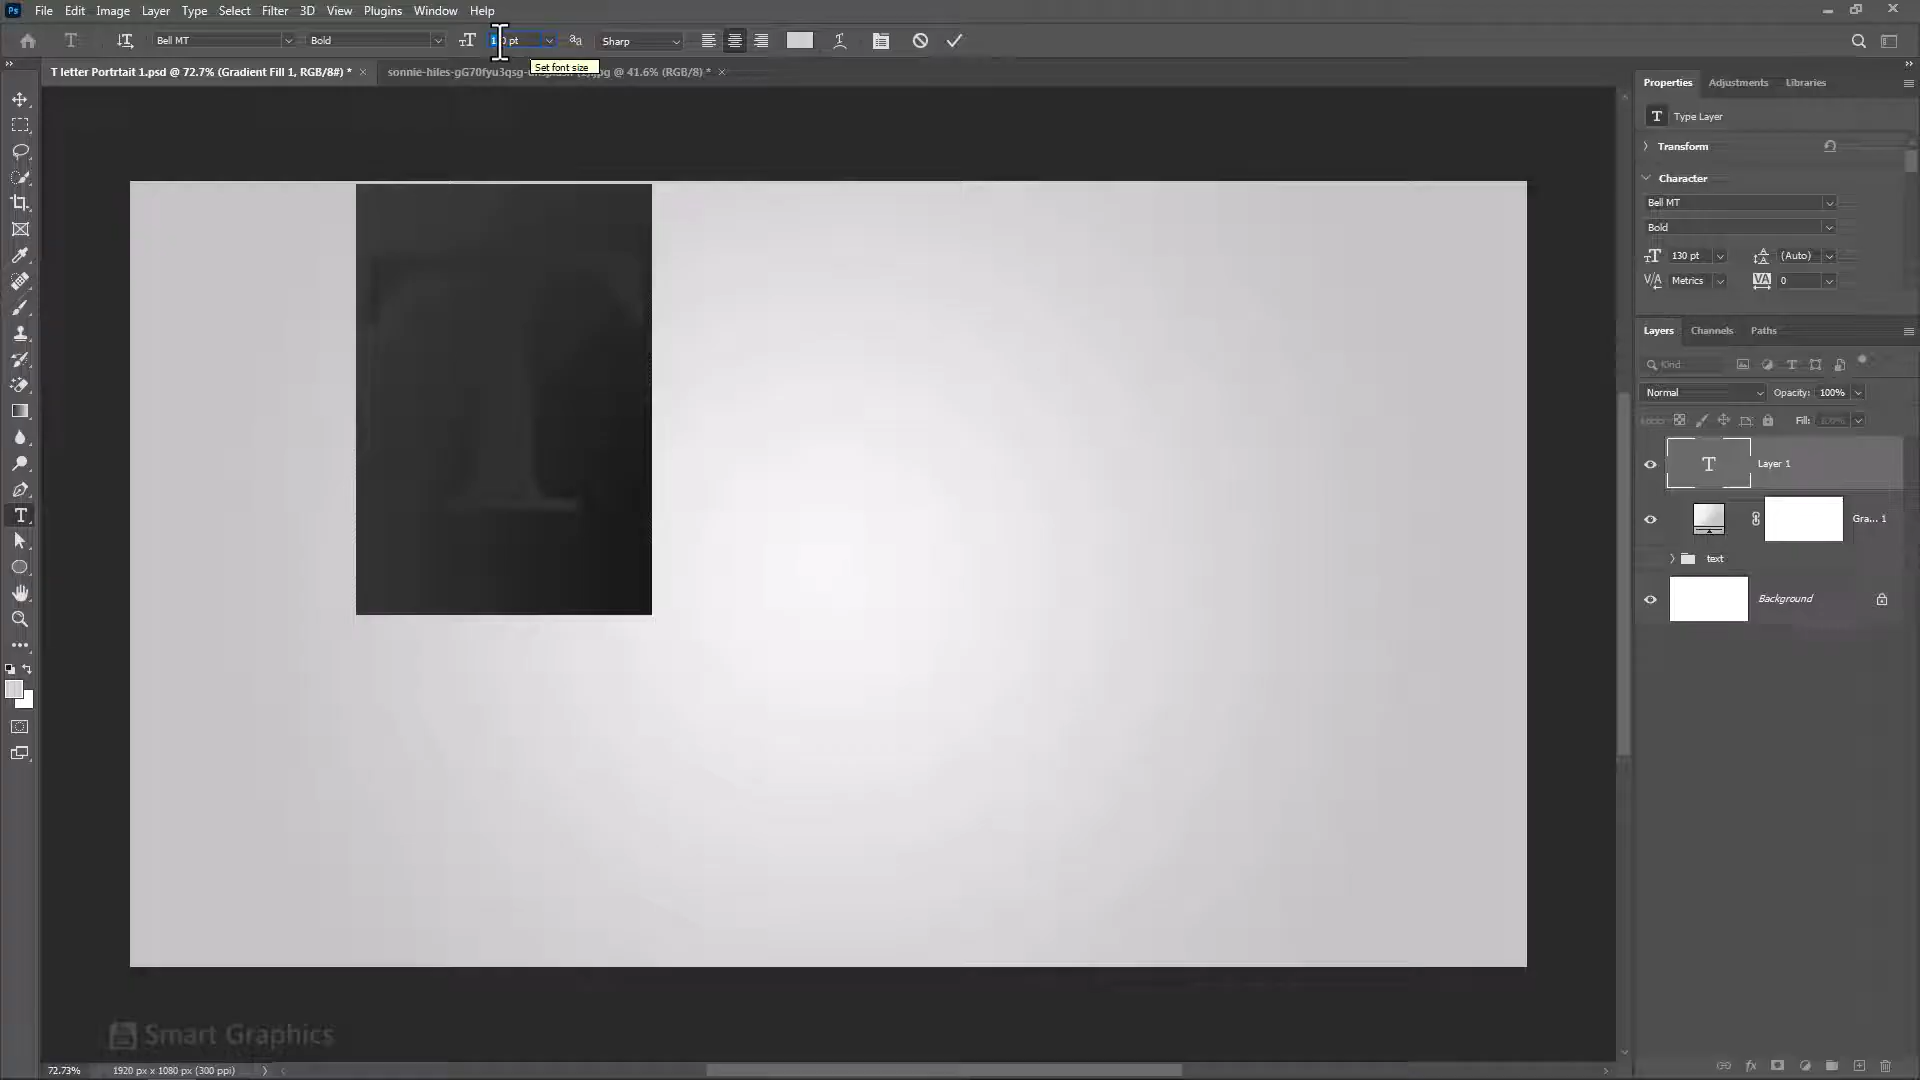 Ps File Edit Image Layer Type Select Filter 3D View Plugins Window Help
Bell MT Bold pt Sharp
Set font size
T letter Portrtait 1.psd @ 72.7% (Gradient Fill 1, RGB/8#) *
@ 41.6% (RGB/8) *
Properties Adjustments Libraries
T Type Layer
Transform
Character
Bell MT
Bold
130 pt (Auto)
Metrics 0
Layers Channels Paths
Kind
Normal Opacity: 100%
Fill: 100%
T Layer 1
Gra... 1
text
Background
T
Smart Graphics
72.73% 1920 px x 1080 px (300 ppi)